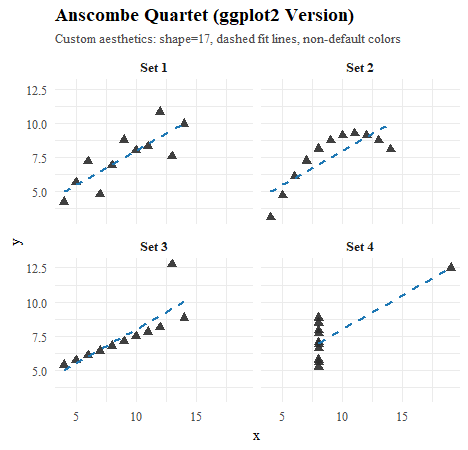 Anscombe Quartet (ggplot2 Version)
Custom aesthetics: shape=17, dashed fit lines, non-default colors
Set 1 Set 2
12.5
10.0
7.5
5.0
y
Set 3 Set 4
12.5
10.0
7.5
5.0
5 10 15 5 10 15
x